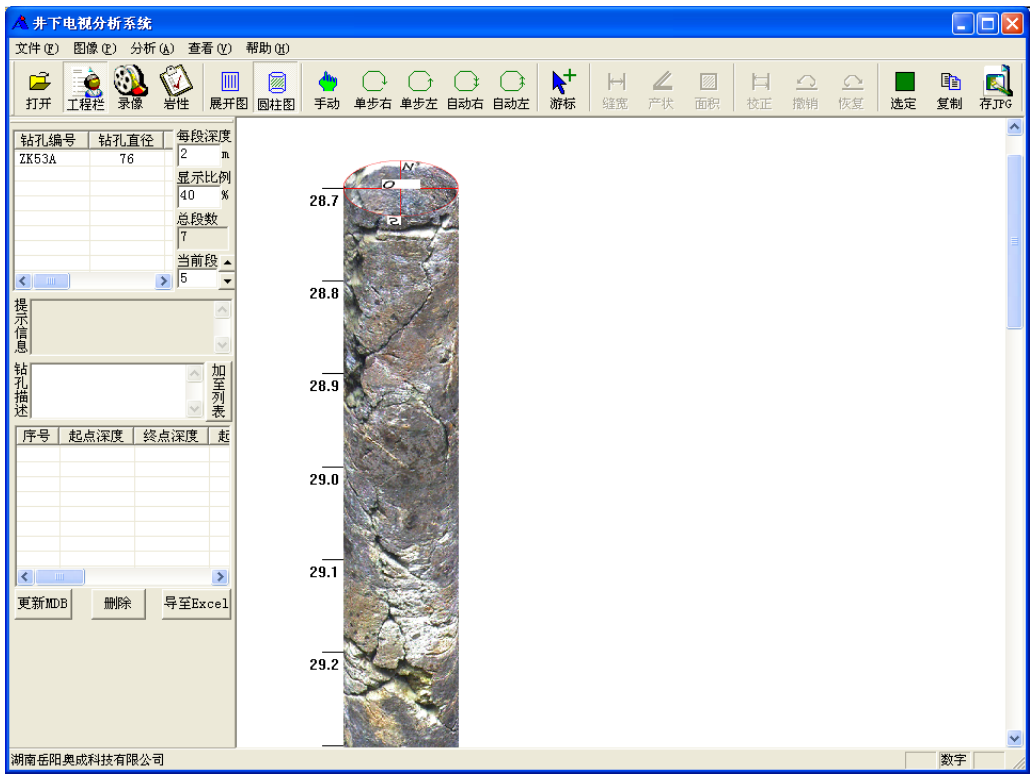 井下电视分析系统
文件(F) 图像(P) 分析(A) 查看(V) 帮助(H)
打开 工程栏 录像 岩性 展开图 圆柱图 手动 单步右 单步左 自动右 自动左 游标 缝宽 产状 面积 校正 撤销 恢复 选定 复制 存JPG
钻孔编号 钻孔直径
ZK53A 76
每段深度
2 m
显示比例
40 %
总段数
7
当前段
5
提示信息
钻孔描述
加至列表
序号 起点深度 终点深度 起
更新MDB 删除 导至Excel
N
28.7
28.8
28.9
29.0
29.1
29.2
湖南岳阳奥成科技有限公司 数字